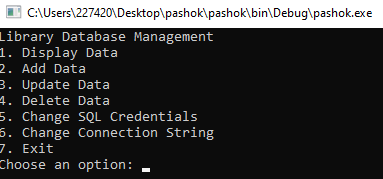 C:\Users\227420\Desktop\pashok\pashok\bin\Debug\pashok.exe
Library Database Management
1. Display Data
2. Add Data
3. Update Data
4. Delete Data
5. Change SQL Credentials
6. Change Connection String
7. Exit
Choose an option: _